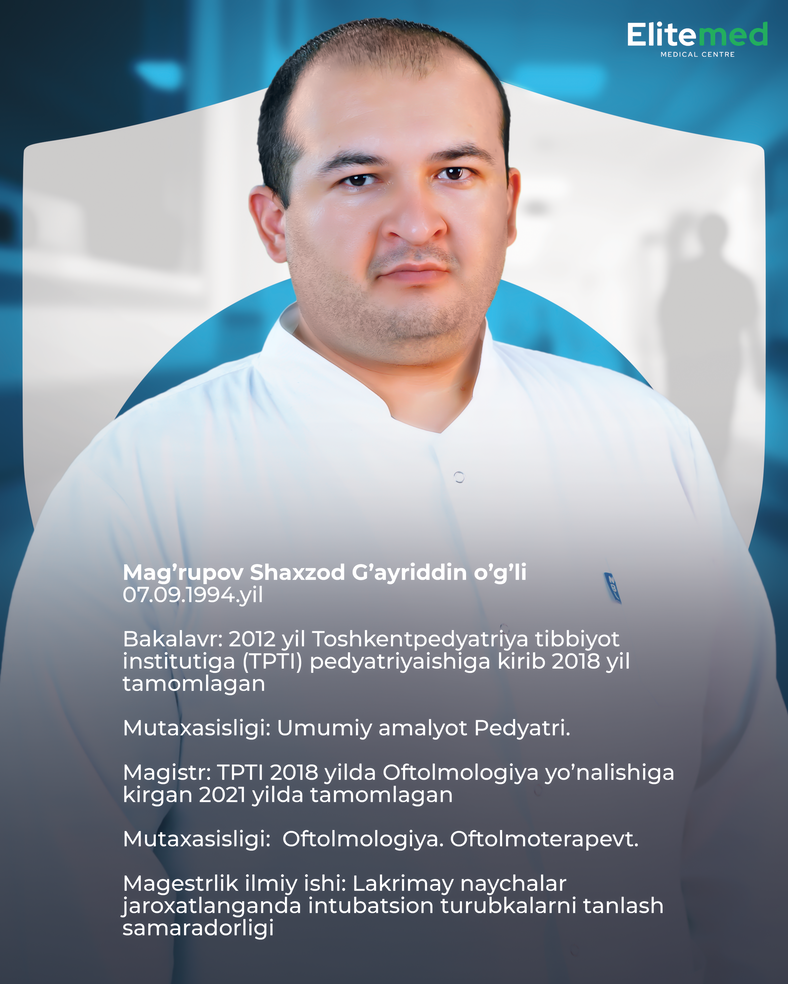 Elitemed
MEDICAL CENTRE
Mag’rupov Shaxzod G’ayriddin o’g’li
07.09.1994.yil
Bakalavr: 2012 yil Toshkentpedyatriya tibbiyot
institutiga (TPTI) pedyatriyaishiga kirib 2018 yil
tamomlagan
Mutaxasisligi: Umumiy amalyot Pedyatri.
Magistr: TPTI 2018 yilda Oftolmologiya yo’nalishiga
kirgan 2021 yilda tamomlagan
Mutaxasisligi:  Oftolmologiya. Oftolmoterapevt.
Magestrlik ilmiy ishi: Lakrimay naychalar
jaroxatlanganda intubatsion turubkalarni tanlash
samaradorligi